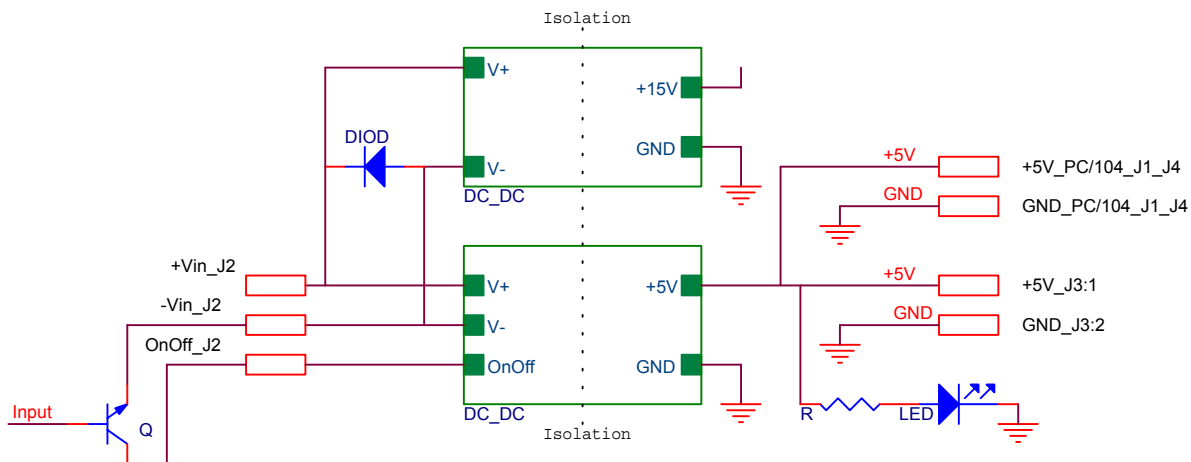 Isolation
V+
+15V
DIOD
GND
V-
DC_DC
+5V
+5V_PC/104_J1_J4
GND
GND_PC/104_J1_J4
+Vin_J2
V+
+5V
+5V
+5V_J3:1
-Vin_J2
V-
GND
GND_J3:2
OnOff_J2
OnOff
GND
DC_DC
Input
Q
R
LED
Isolation